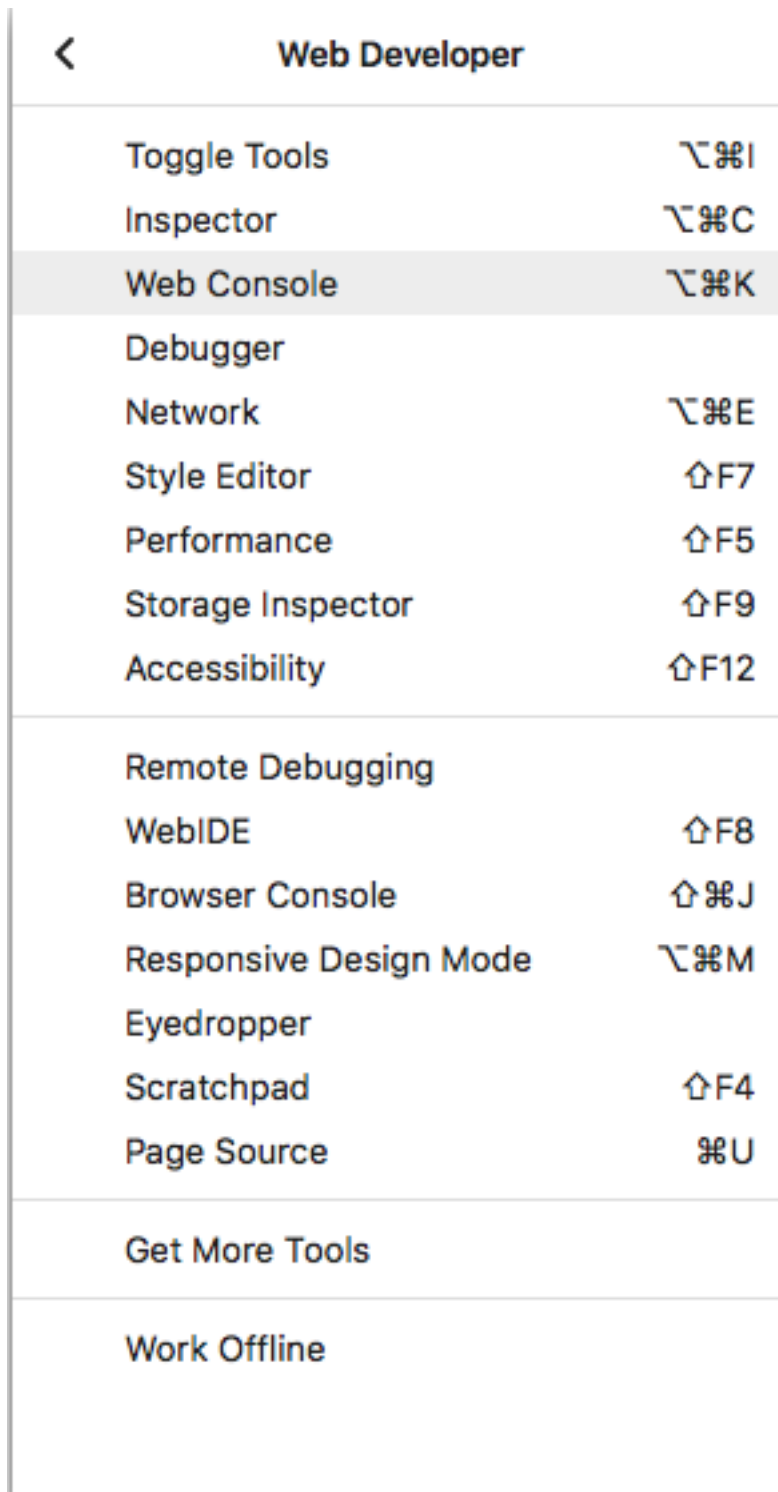 Web Developer
Toggle Tools ⌥⌘I
Inspector ⌥⌘C
Web Console ⌥⌘K
Debugger
Network ⌥⌘E
Style Editor ⇧F7
Performance ⇧F5
Storage Inspector ⇧F9
Accessibility ⇧F12
Remote Debugging
WebIDE ⇧F8
Browser Console ⇧⌘J
Responsive Design Mode ⌥⌘M
Eyedropper
Scratchpad ⇧F4
Page Source ⌘U
Get More Tools
Work Offline